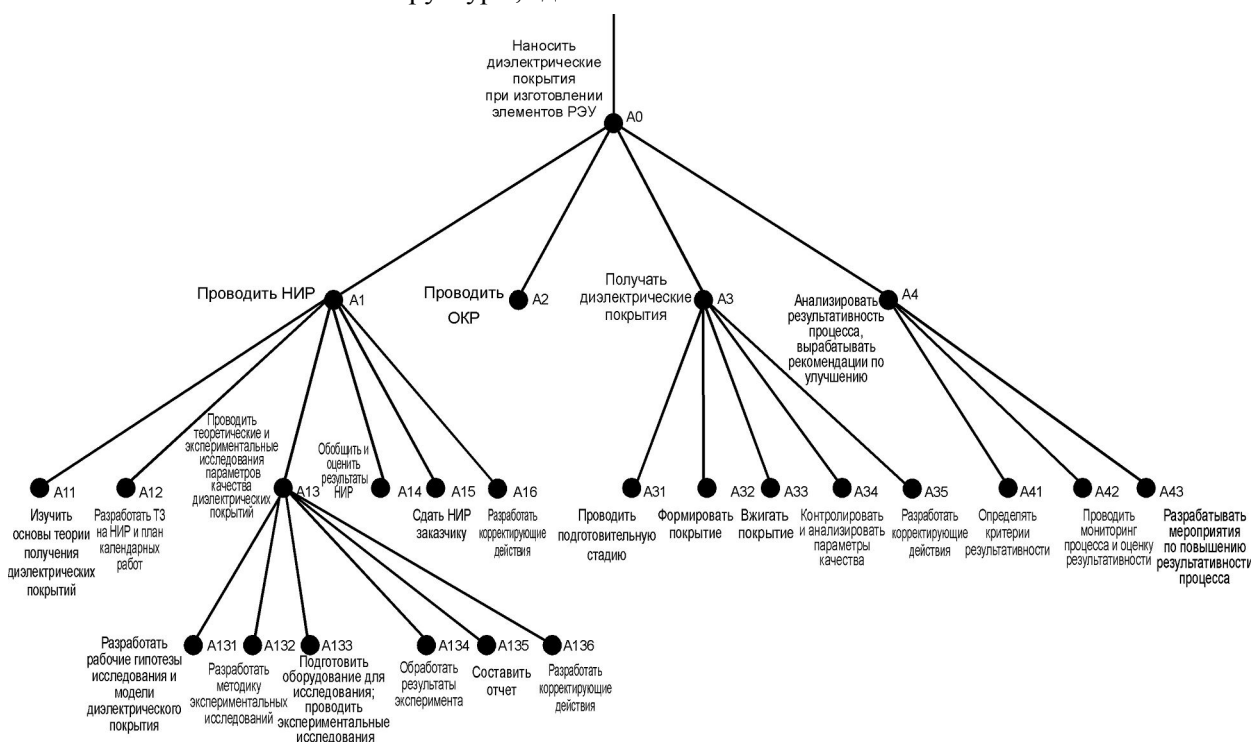 Наносить
диэлектрические
покрытия
при изготовлении
элементов РЭУ
A0
Проводить НИР
A1
Проводить
ОКР
A2
Получать
диэлектрические
покрытия
A3
Анализировать
результативность
процесса,
вырабатывать
рекомендации по
улучшению
A4
A11
Изучить
основы теории
получения
диэлектрических
покрытий
A12
Разработать ТЗ
на НИР и план
календарных
работ
Проводить
теоретические и
экспериментальные
исследования
параметров
качества
диэлектрических
покрытий
A13
Обобщить и
оценить
результаты
НИР
A14
A15
Сдать НИР
заказчику
A16
Разработать
корректирующие
действия
A31
Проводить
подготовительную
стадию
A32
Формировать
покрытие
A33
Вжигать
покрытие
A34
Контролировать
и анализировать
параметры
качества
A35
Разработать
корректирующие
действия
A41
Определять
критерии
результативности
A42
Проводить
мониторинг
процесса и оценку
результативности
A43
Разрабатывать
мероприятия
по повышению
результативности
процесса
A131
Разработать
рабочие гипотезы
исследования и
модели
диэлектрического
покрытия
A132
Разработать
методику
экспериментальных
исследований
A133
Подготовить
оборудование для
исследования;
проводить
экспериментальные
исследования
A134
Обработать
результаты
эксперимента
A135
Составить
отчет
A136
Разработать
корректирующие
действия